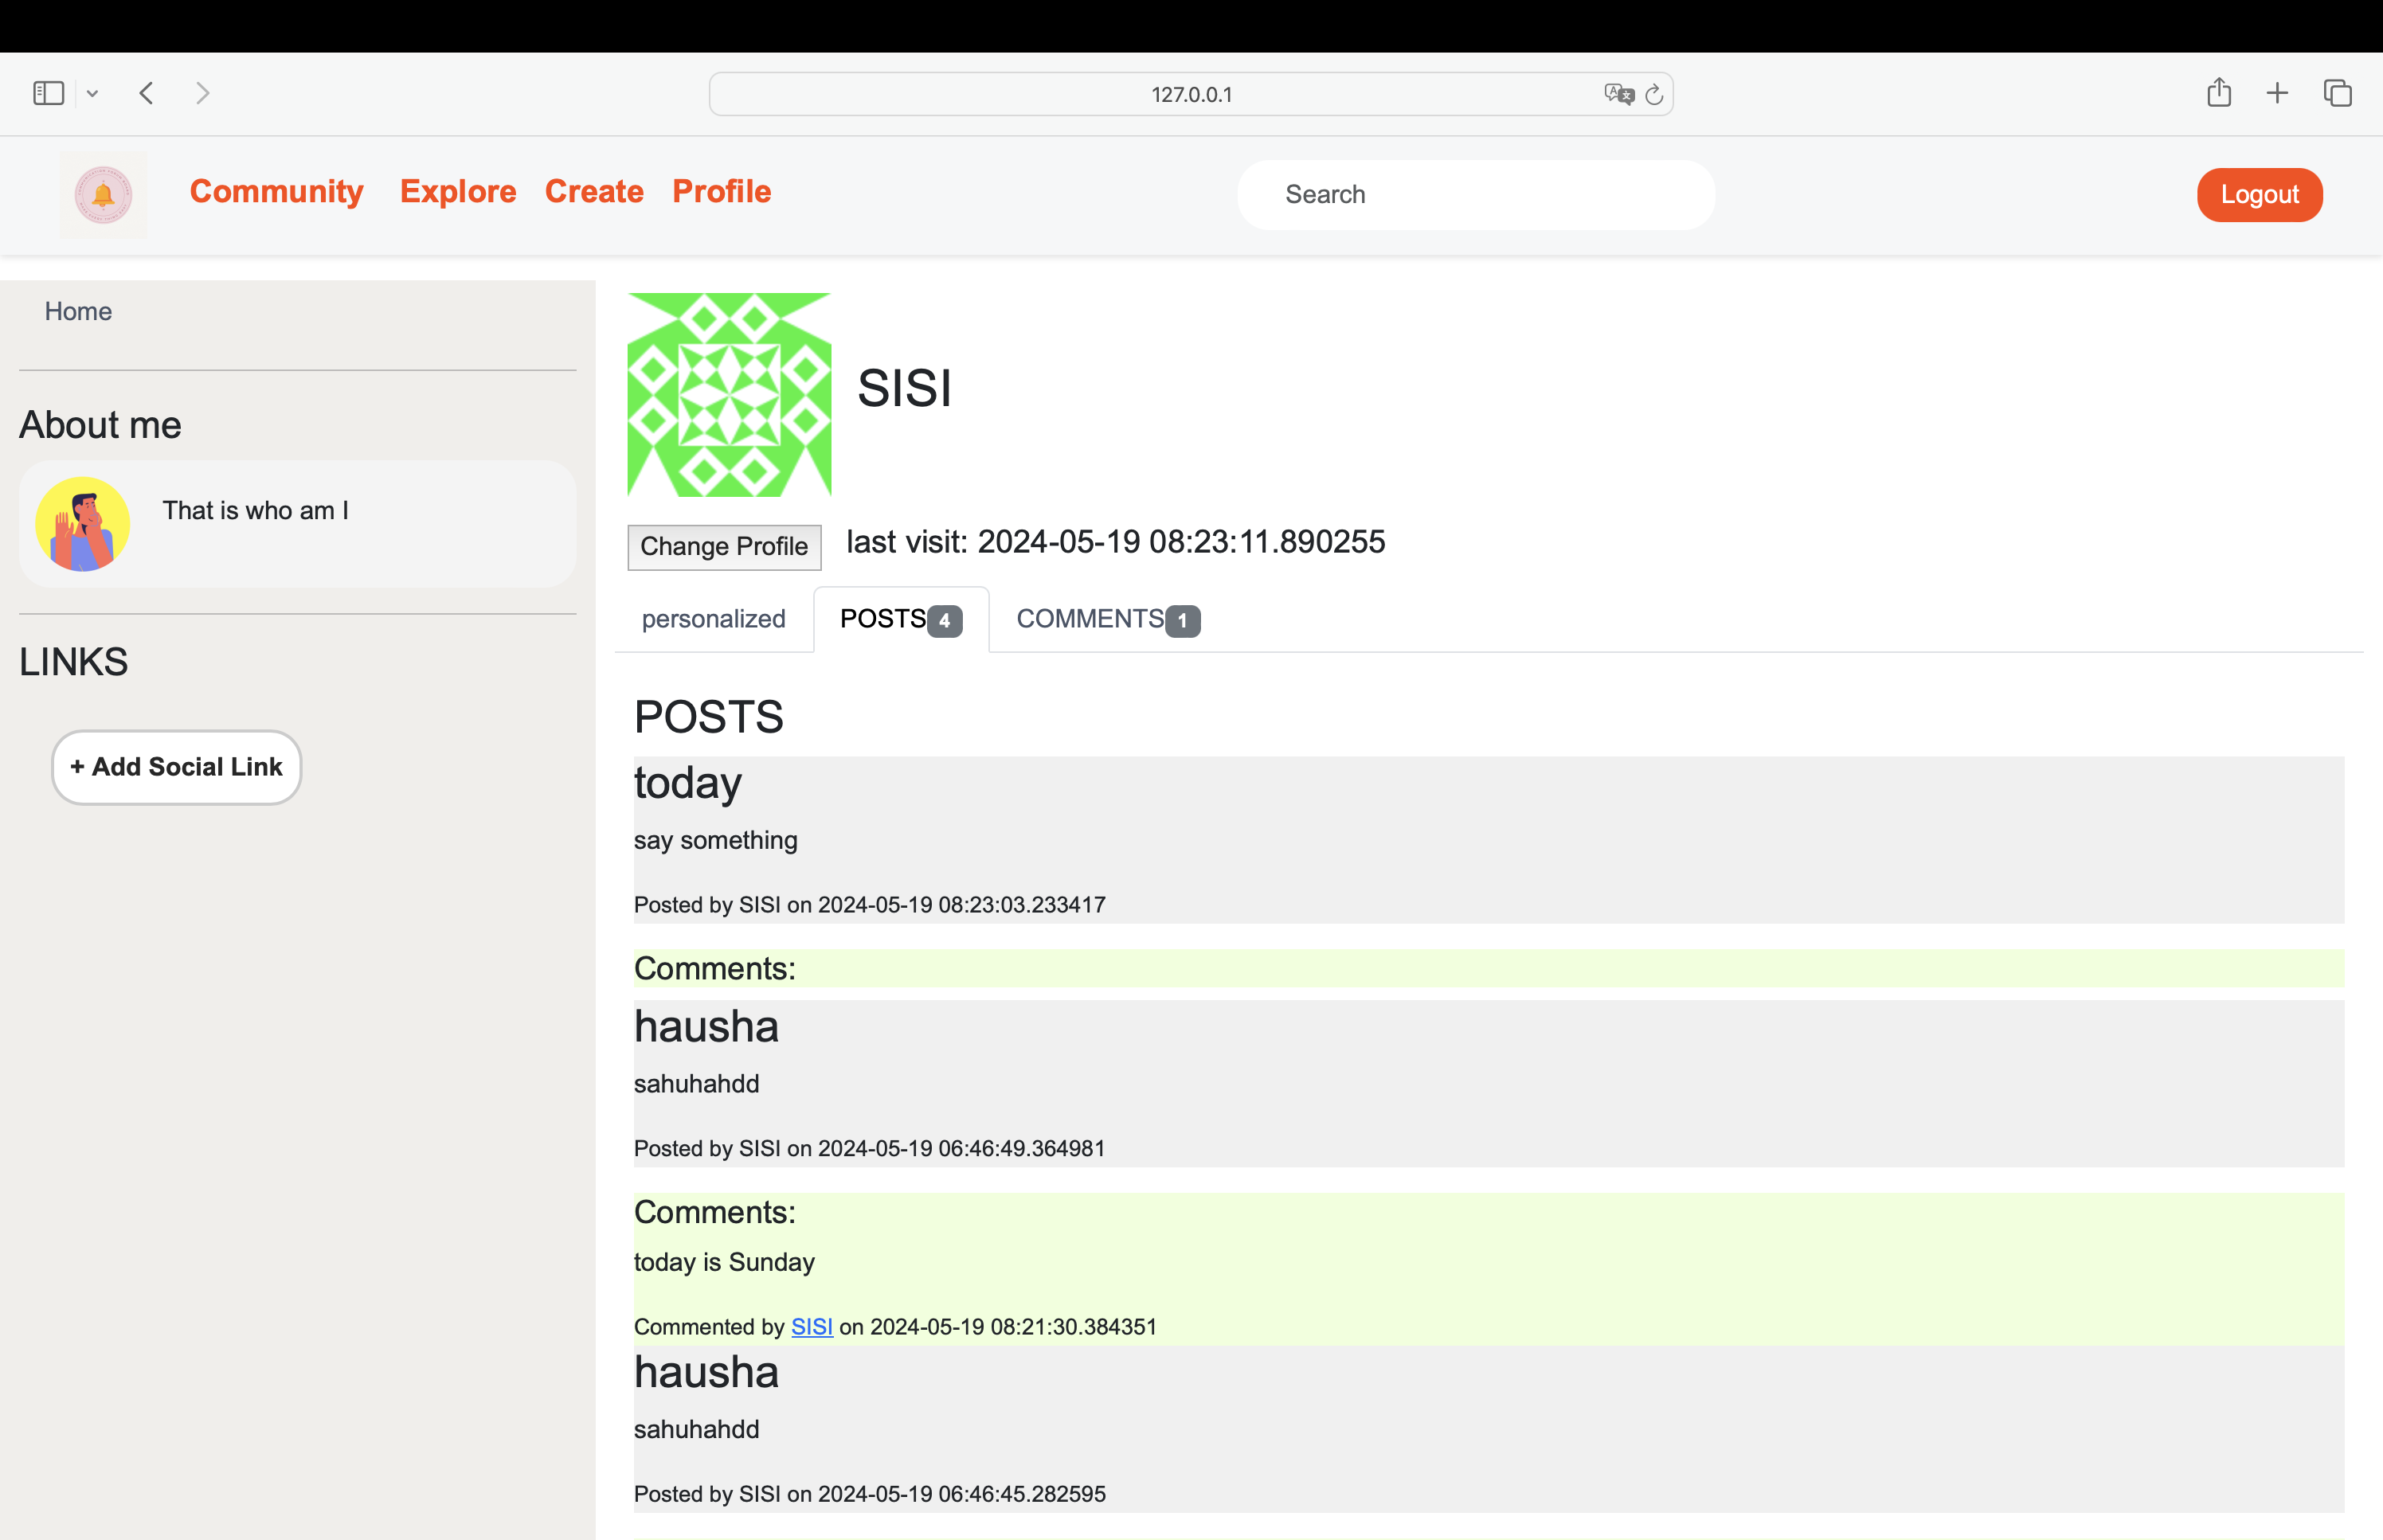 127.0.0.1
Community Explore Create Profile
Search
Logout
Home
About me
That is who am I
LINKS
+ Add Social Link
SISI
Change Profile
last visit: 2024-05-19 08:23:11.890255
personalized POSTS 4 COMMENTS 1
POSTS
today
say something
Posted by SISI on 2024-05-19 08:23:03.233417
Comments:
hausha
sahuhahdd
Posted by SISI on 2024-05-19 06:46:49.364981
Comments:
today is Sunday
Commented by SISI on 2024-05-19 08:21:30.384351
hausha
sahuhahdd
Posted by SISI on 2024-05-19 06:46:45.282595